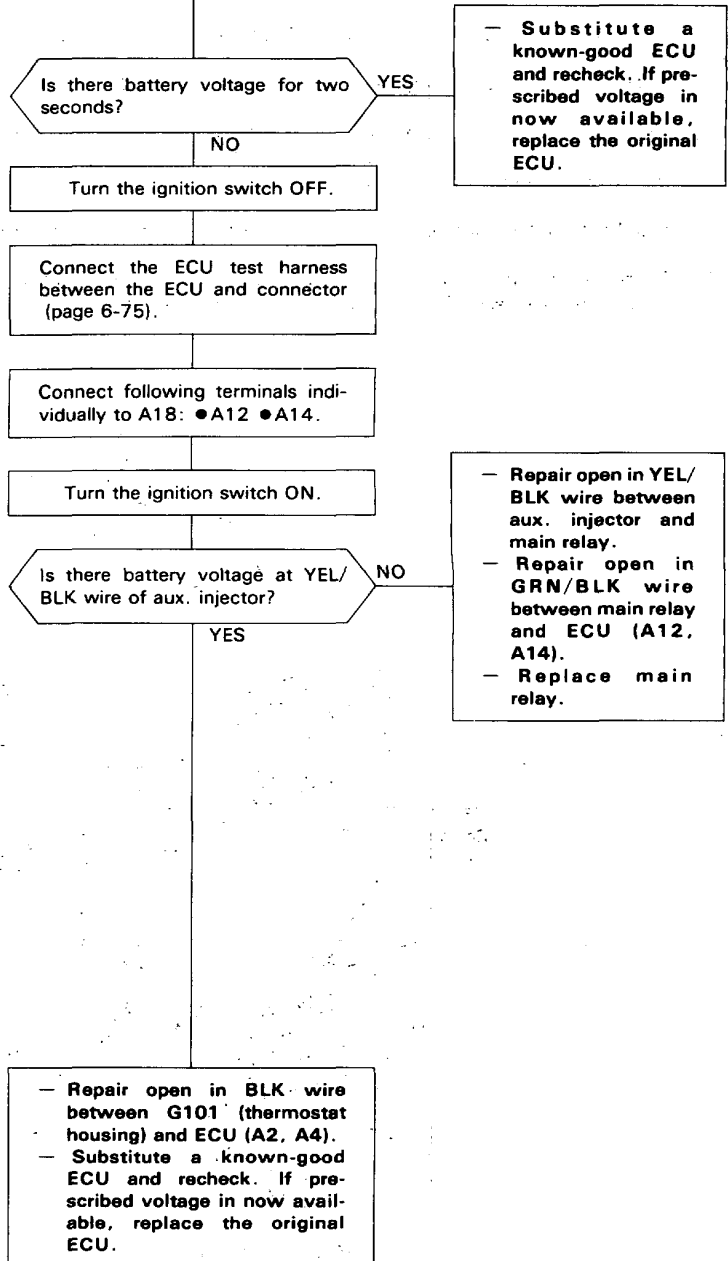 Is there battery voltage for two
seconds?
YES
— Substitute a
known-good ECU
and recheck. If pre-
scribed voltage in
now available,
replace the original
ECU.
NO
Turn the ignition switch OFF.
Connect the ECU test harness
between the ECU and connector
(page 6-75).
Connect following terminals indi-
vidually to A18: ●A12 ●A14.
Turn the ignition switch ON.
Is there battery voltage at YEL/
BLK wire of aux. injector?
NO
— Repair open in YEL/
BLK wire between
aux. injector and
main relay.
— Repair open in
GRN/BLK wire
between main relay
and ECU (A12,
A14).
— Replace main
relay.
YES
— Repair open in BLK wire
between G101 (thermostat
housing) and ECU (A2, A4).
— Substitute a known-good
ECU and recheck. If pre-
scribed voltage in now avail-
able, replace the original
ECU.